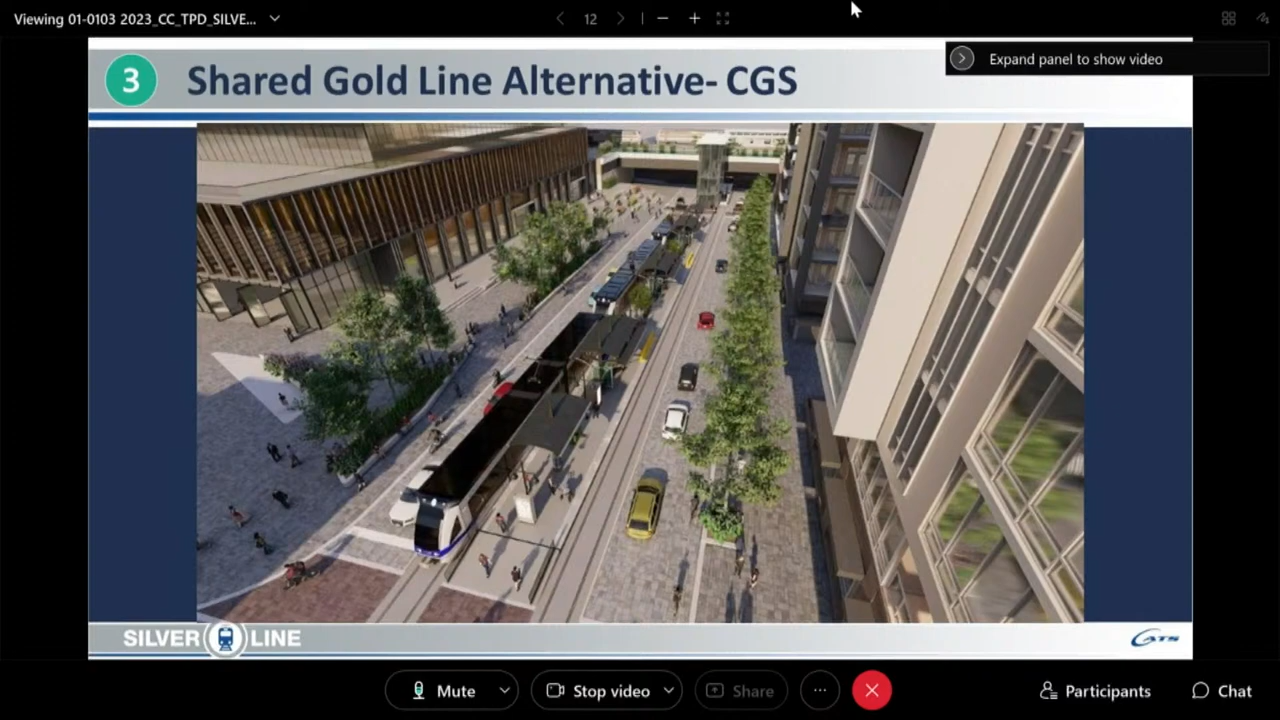 Viewing 01-0103 2023_CC_TPD_SILVE...
12
Expand panel to show video
3 Shared Gold Line Alternative- CGS
SILVER LINE
CATS
Mute
Stop video
Share
Participants
Chat